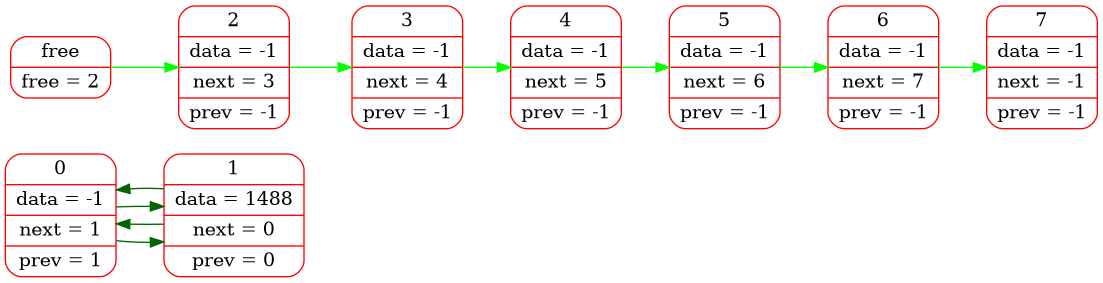 free
free = 2
2
data = -1
next = 3
prev = -1
3
data = -1
next = 4
prev = -1
4
data = -1
next = 5
prev = -1
5
data = -1
next = 6
prev = -1
6
data = -1
next = 7
prev = -1
7
data = -1
next = -1
prev = -1
0
data = -1
next = 1
prev = 1
1
data = 1488
next = 0
prev = 0